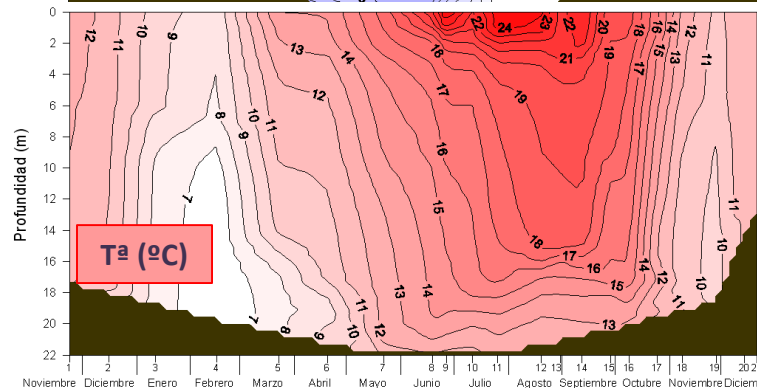 0
2
4
6
8
10
12
14
16
18
20
22
Profundidad (m)
12 11 10 9 13 14 16 22 24 23 22 20 18 16 14 12 11
15 13
13 12 17 19 21 19 17
10 11 8 9 16
7 15
Tª (ºC)
18 17 16 15
14 12 11 10 10 11
13 14 13
7 8 9 10 11 12
1 2 3 4 5 6 7 8 9 10 11 12 13 14 15 16 17 18 19 20 2
Noviembre Diciembre Enero Febrero Marzo Abril Mayo Junio Julio Agosto Septiembre Octubre Noviembre Diciem